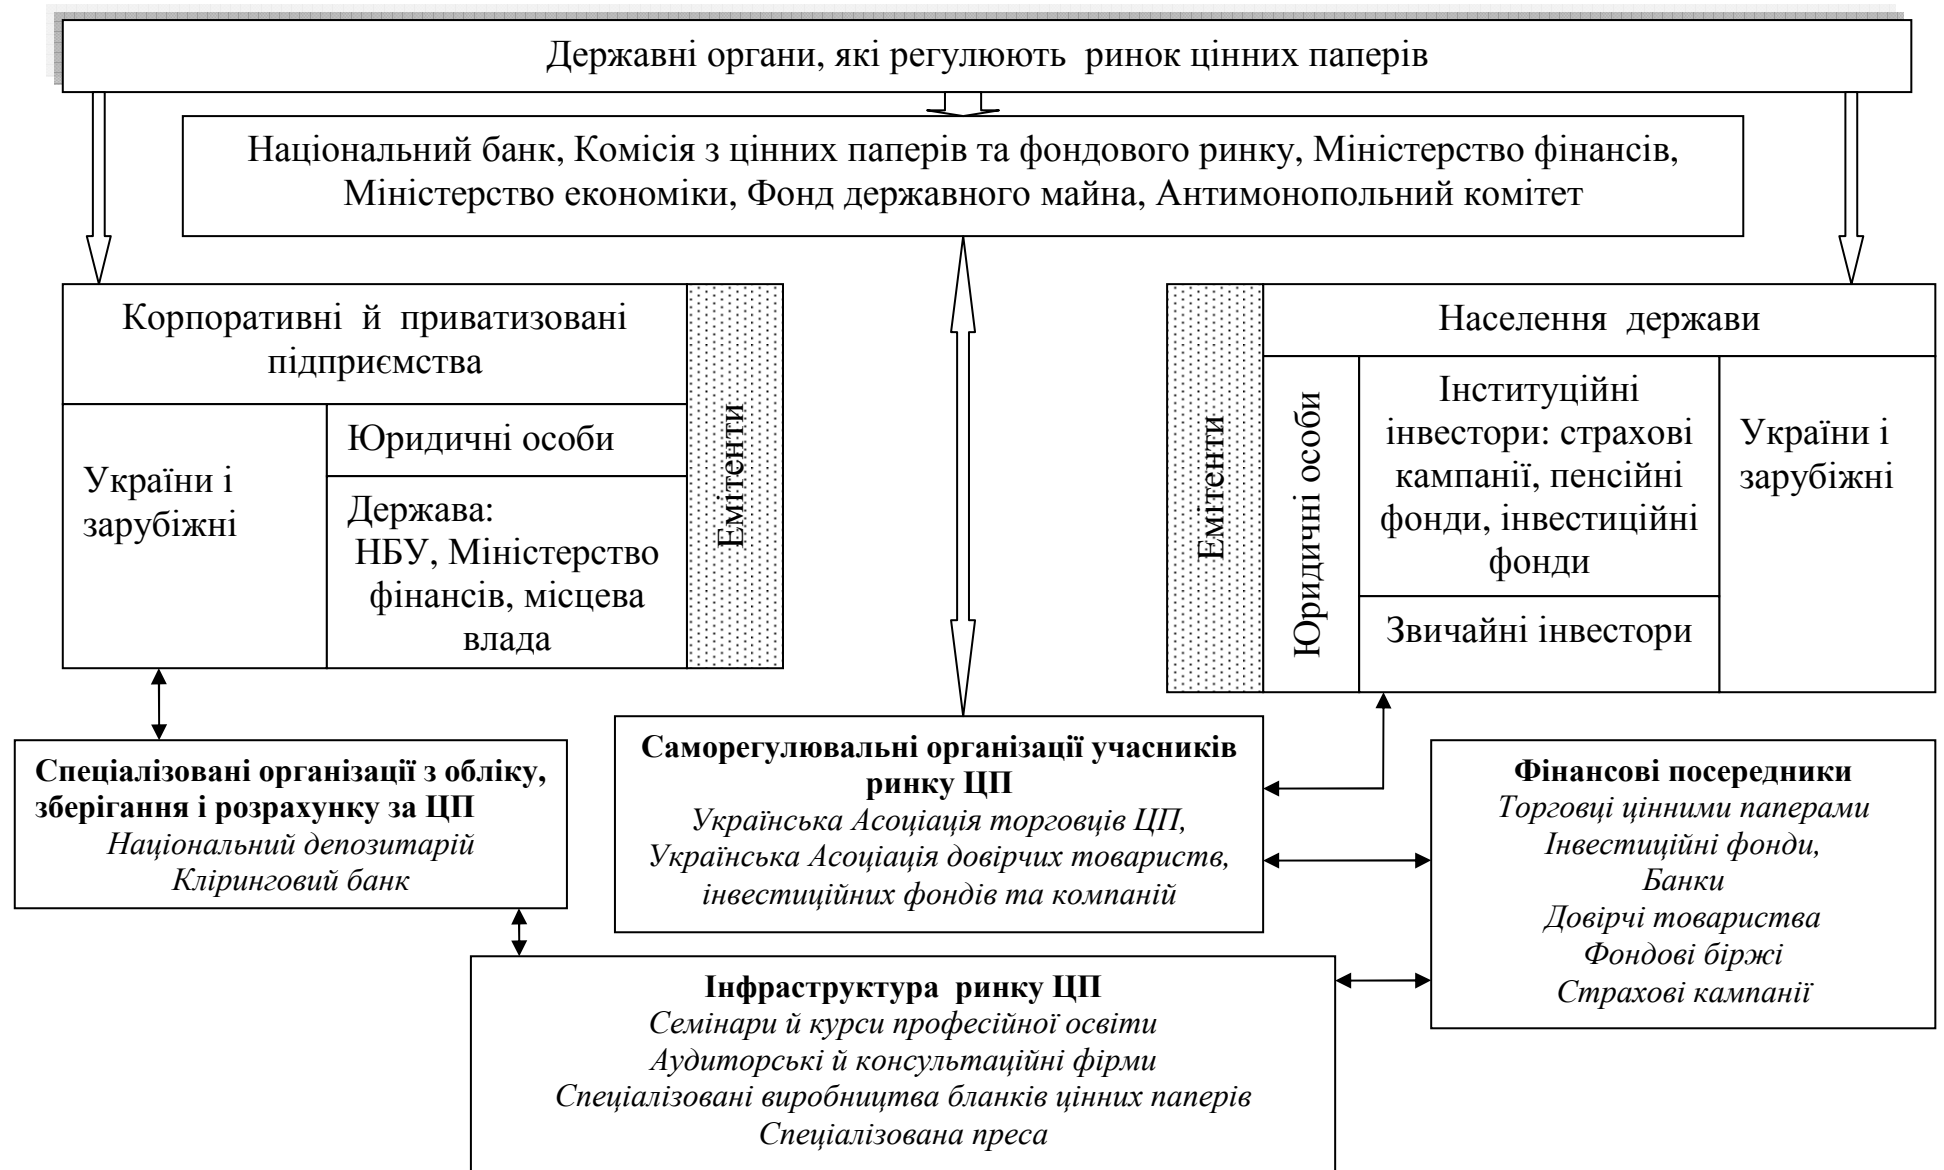 Державні органи, які регулюють ринок цінних паперів
Національний банк, Комісія з цінних паперів та фондового ринку, Міністерство фінансів,
Міністерство економіки, Фонд державного майна, Антимонопольний комітет
Корпоративні й приватизовані
підприємства
України і
зарубіжні
Юридичні особи
Держава:
НБУ, Міністерство
фінансів, місцева
влада
Емітенти
Емітенти
Населення держави
Юридичні особи
Інституційні
інвестори: страхові
кампанії, пенсійні
фонди, інвестиційні
фонди
Звичайні інвестори
України і
зарубіжні
Спеціалізовані організації з обліку,
зберігання і розрахунку за ЦП
Національний депозитарій
Кліринговий банк
Саморегулювальні організації учасників
ринку ЦП
Українська Асоціація торговців ЦП,
Українська Асоціація довірчих товариств,
інвестиційних фондів та компаній
Фінансові посередники
Торговці цінними паперами
Інвестиційні фонди,
Банки
Довірчі товариства
Фондові біржі
Страхові кампанії
Інфраструктура ринку ЦП
Семінари й курси професійної освіти
Аудиторські й консультаційні фірми
Спеціалізовані виробництва бланків цінних паперів
Спеціалізована преса